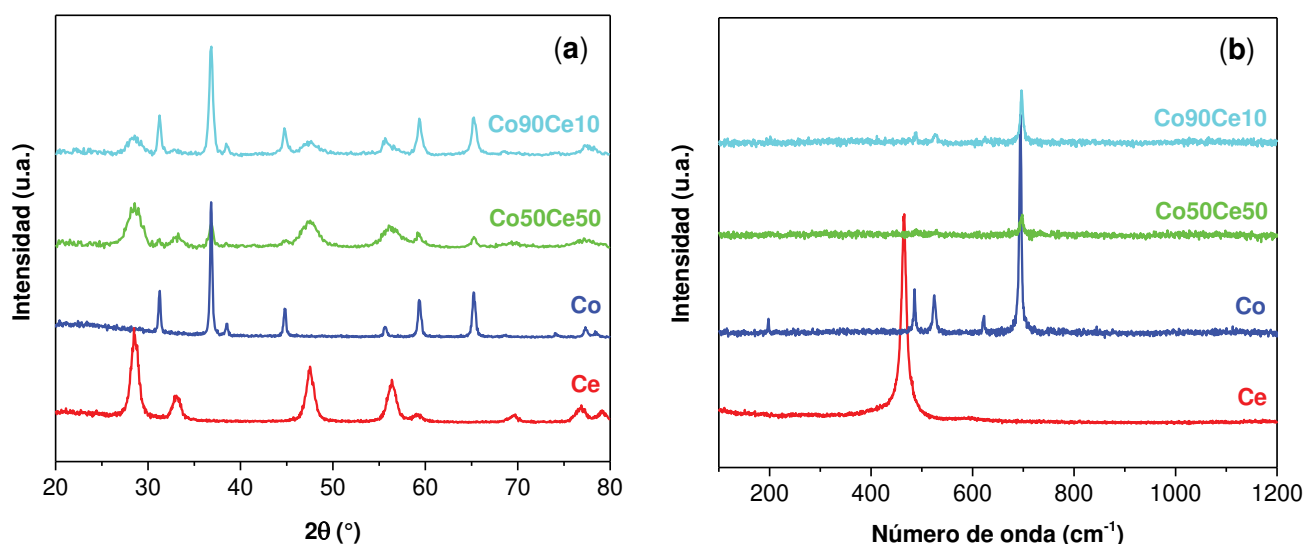 (a)
Co90Ce10
Co50Ce50
Co
Ce
Intensidad (u.a.)
20 30 40 50 60 70 80
2θ (°)
(b)
Co90Ce10
Co50Ce50
Co
Ce
Intensidad (u.a.)
200 400 600 800 1000 1200
Número de onda (cm⁻¹)